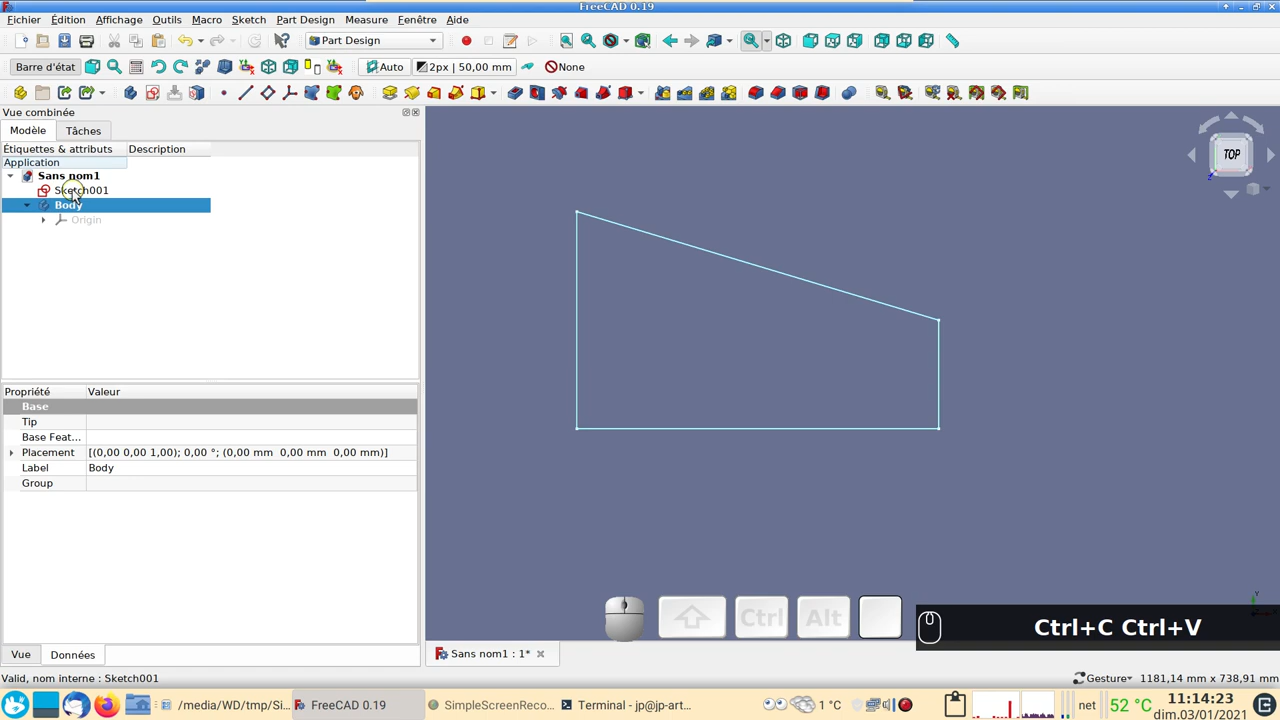 FreeCAD 0.19
Fichier Édition Affichage Outils Macro Sketch Part Design Measure Fenêtre Aide
Part Design
Barre d'état Auto 2px | 50,00 mm None
Vue combinée
Modèle Tâches
Étiquettes & attributs Description
Application
Sans nom1
Sketch001
Body
Origin
TOP
Z
Propriété Valeur
Base
Tip
Base Feat...
Placement [(0,00 0,00 1,00); 0,00 °; (0,00 mm 0,00 mm 0,00 mm)]
Label Body
Group
Y
Ctrl Alt
Ctrl+C Ctrl+V
Vue Données
Sans nom1 : 1*
Valid, nom interne : Sketch001
Gesture 1181,14 mm x 738,91 mm
/media/WD/tmp/Si... FreeCAD 0.19 SimpleScreenReco... Terminal - jp@jp-art... 1 °C net 52 °C 11:14:23
dim.03/01/2021